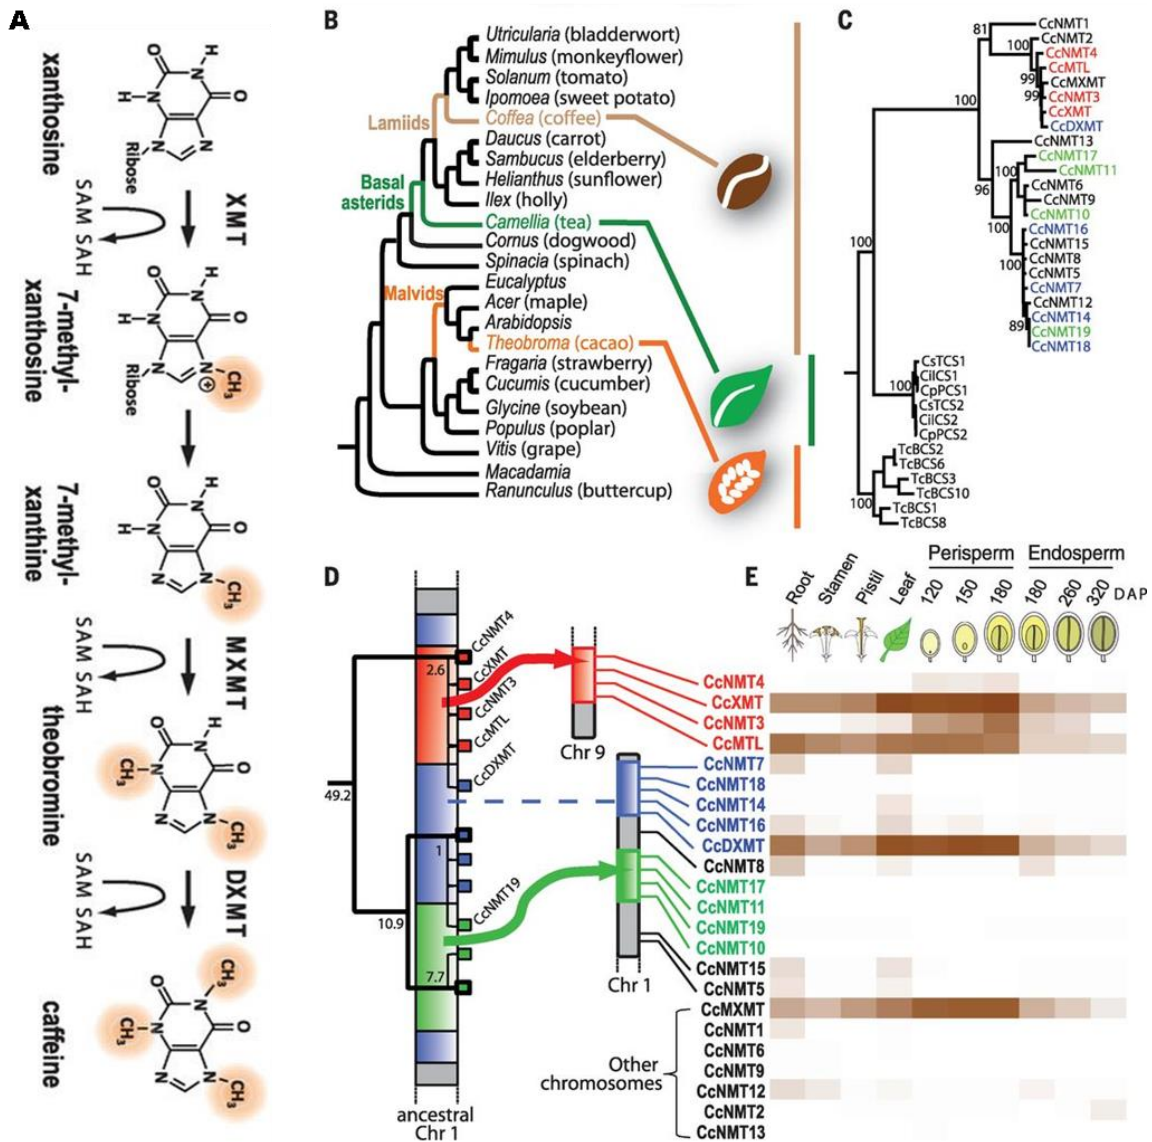 A
xanthosine
O
N
H
O
H
N
N
N
Ribose
SAM SAH
XMT
7-methyl-
xanthosine
O
N
H
O
H
N
N
N
CH3
+
Ribose
7-methyl-
xanthine
O
N
H
O
H
N
N
N
CH3
SAM SAH
MXMT
theobromine
O
N
H
O
CH3
N
N
N
CH3
SAM SAH
DXMT
caffeine
O
N
CH3
O
CH3
N
N
N
CH3
B
Utricularia (bladderwort)
Mimulus (monkeyflower)
Solanum (tomato)
Ipomoea (sweet potato)
Lamiids
Coffea (coffee)
Daucus (carrot)
Sambucus (elderberry)
Basal
asterids
Helianthus (sunflower)
Ilex (holly)
Camellia (tea)
Cornus (dogwood)
Spinacia (spinach)
Eucalyptus
Malvids
Acer (maple)
Arabidopsis
Theobroma (cacao)
Fragaria (strawberry)
Cucumis (cucumber)
Glycine (soybean)
Populus (poplar)
Vitis (grape)
Macadamia
Ranunculus (buttercup)
C
CcNMT1
81
CcNMT2
100
CcNMT4
CcMTL
99
CcMXMT
99
CcNMT3
100
CcXMT
CcDXMT
CcNMT13
CcNMT17
100
CcNMT11
96
CcNMT6
CcNMT9
CcNMT10
100
CcNMT16
100
CcNMT15
CcNMT8
100
CcNMT5
CcNMT7
CcNMT12
CcNMT14
89
CcNMT19
CcNMT18
CsTCS1
CiICS1
100
CpPCS1
CsTCS2
CiICS2
CpPCS2
TcBCS2
TcBCS6
TcBCS3
TcBCS10
100
TcBCS1
TcBCS8
D
CcNMT4
2.6
CcXMT
CcNMT3
CcMTL
CcDXMT
49.2
1
CcNMT19
10.9
7.7
ancestral
Chr 1
Chr 9
Chr 1
E
Perisperm
Endosperm
Root
Stamen
Pistil
Leaf
120
150
180
180
260
320
DAP
CcNMT4
CcXMT
CcNMT3
CcMTL
CcNMT7
CcNMT18
CcNMT14
CcNMT16
CcDXMT
CcNMT8
CcNMT17
CcNMT11
CcNMT19
CcNMT10
CcNMT15
CcNMT5
CcMXMT
CcNMT1
CcNMT6
Other
chromosomes
CcNMT9
CcNMT12
CcNMT2
CcNMT13